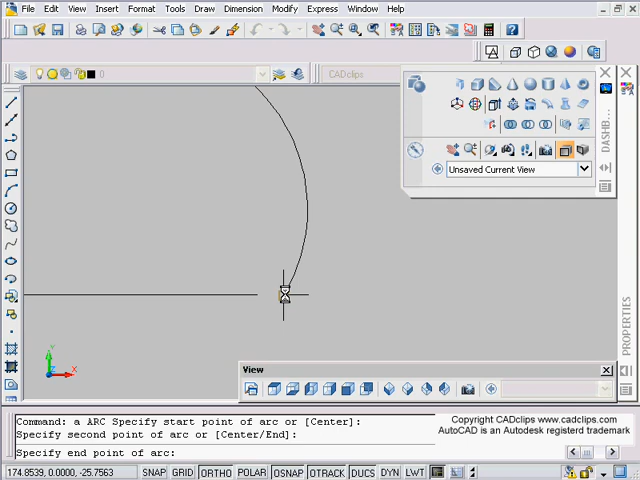 File Edit View Insert Format Tools Draw Dimension Modify Express Window Help
0
CADclips
A
DASHB...
Unsaved Current View
PROPERTIES
View
Y
X
Command: a ARC Specify start point of arc or [Center]:
Specify second point of arc or [Center/End]:
Specify end point of arc:
Copyright CADclips www.cadclips.com
AutoCAD is an Autodesk registerd trademark
174.8539, 0.0000, -25.7563 SNAP GRID ORTHO POLAR OSNAP OTRACK DUCS DYN LWT